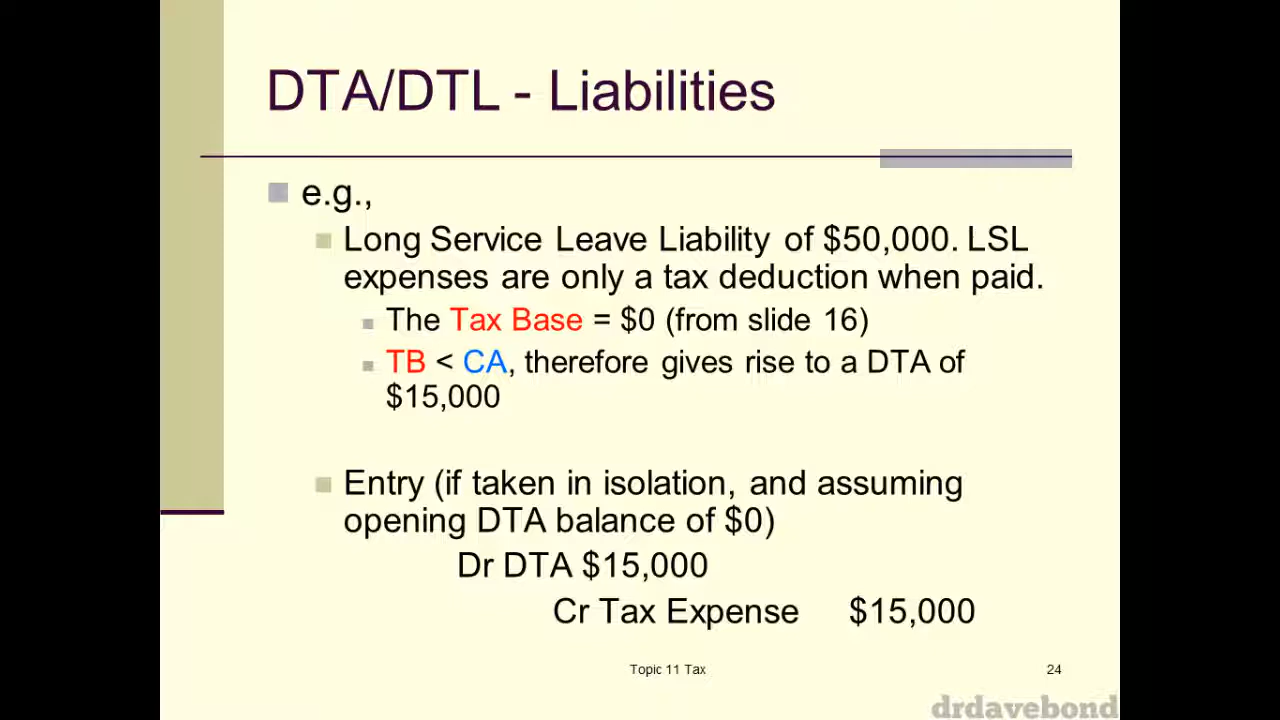 DTA/DTL - Liabilities
e.g.,
Long Service Leave Liability of $50,000. LSL
expenses are only a tax deduction when paid.
The Tax Base = $0 (from slide 16)
TB < CA, therefore gives rise to a DTA of
$15,000
Entry (if taken in isolation, and assuming
opening DTA balance of $0)
Dr DTA $15,000
Cr Tax Expense $15,000
Topic 11 Tax 24
drdavebond